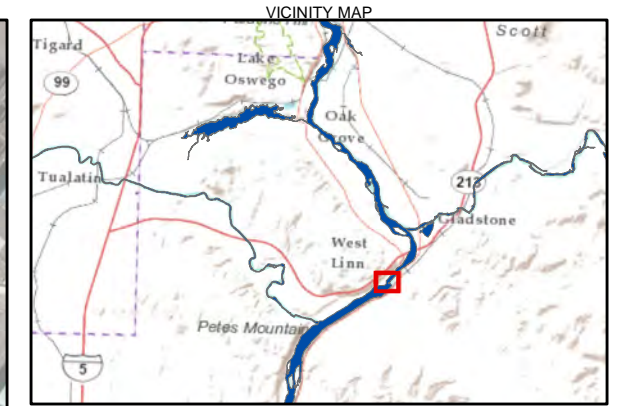 VICINITY MAP
Scott
Tigard
Lake
Oswego
99
Oak
Grove
Tualatin
213
Gladstone
West
Linn
Petes Mountain
5